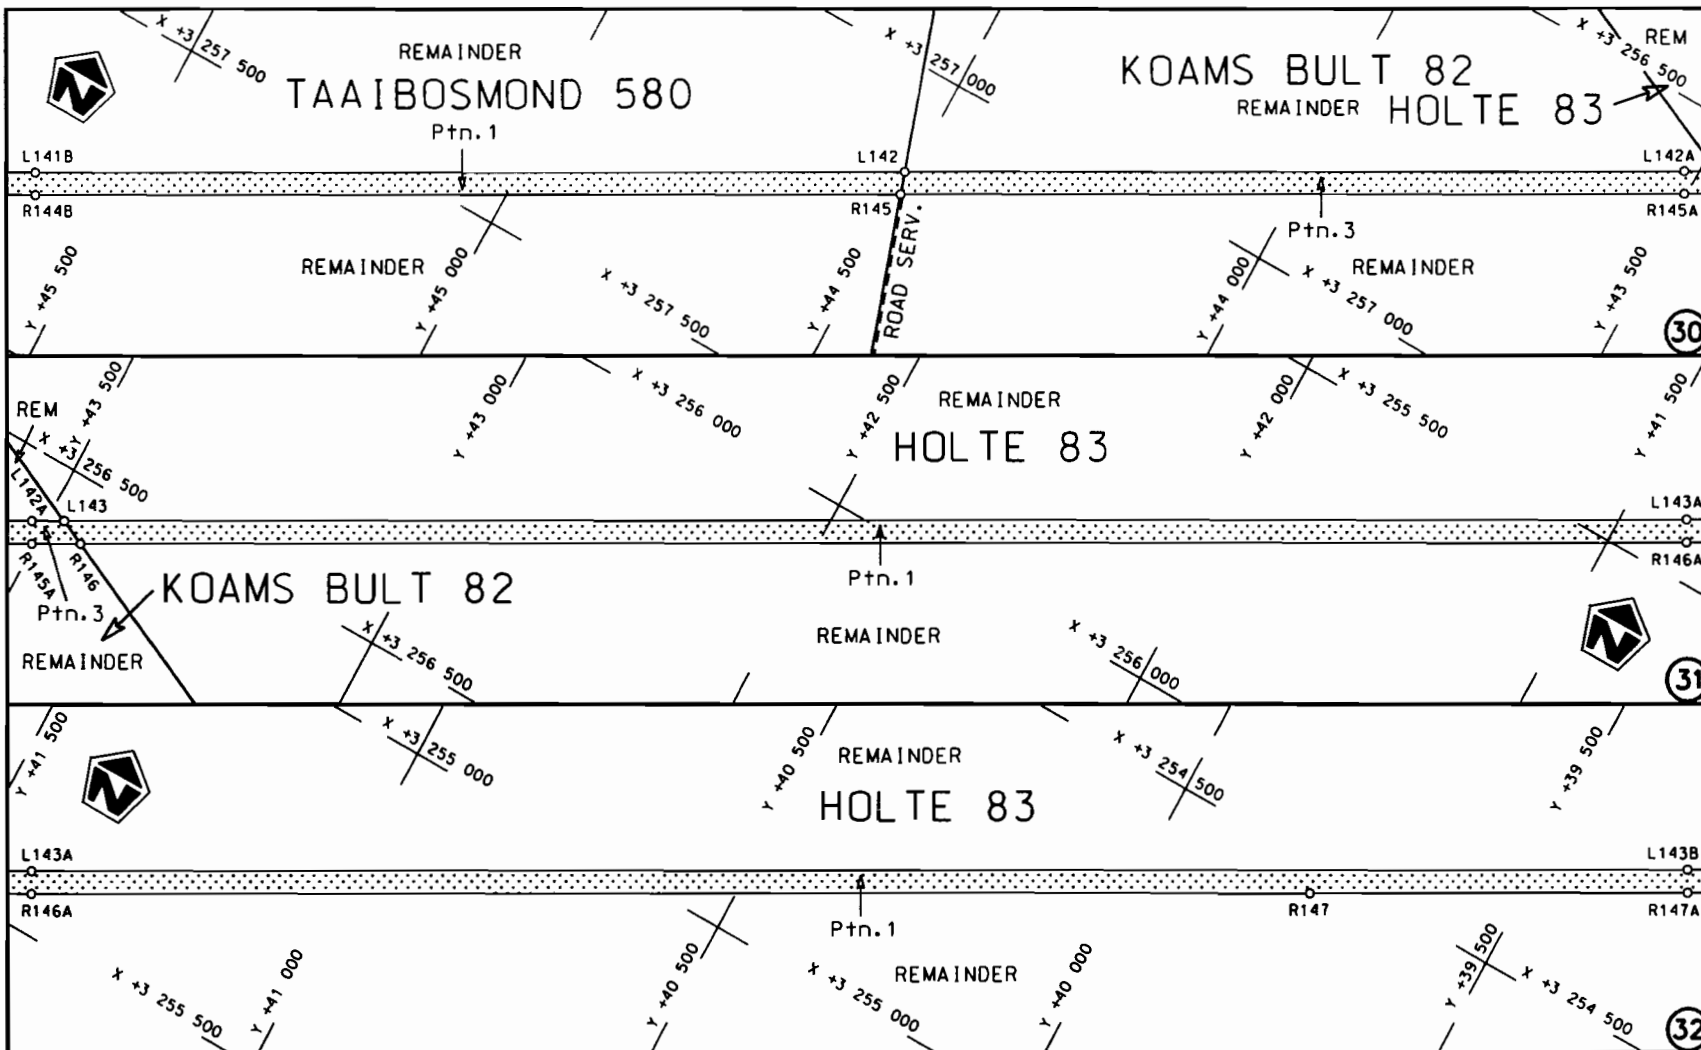 X +3 257 500
REMAINDER
TAAIBOSMOND 580
Ptn.1
X +3 257 000
KOAMS BULT 82
REMAINDER
HOLTE 83
X +3 256 500
REM
L141B
L142
L142A
R144B
R145
R145A
ROAD SERV.
Ptn.3
REMAINDER
REMAINDER
Y +45 500
Y +45 000
X +3 257 500
Y +44 500
Y +44 000
X +3 257 000
Y +43 500
30
REM
Y +43 500
X +3 256 500
Y +43 000
X +3 256 000
Y +42 500
REMAINDER
HOLTE 83
Y +42 000
X +3 255 500
Y +41 500
L142A
L143
L143A
R145A
R146
R146A
Ptn.3
KOAMS BULT 82
Ptn.1
REMAINDER
REMAINDER
X +3 256 500
X +3 256 000
31
Y +41 500
X +3 255 000
Y +40 500
REMAINDER
HOLTE 83
X +3 254 500
Y +39 500
L143A
L143B
R146A
R147
R147A
Ptn.1
REMAINDER
X +3 255 500
Y +41 000
Y +40 500
X +3 255 000
Y +40 000
Y +39 500
X +3 254 500
32